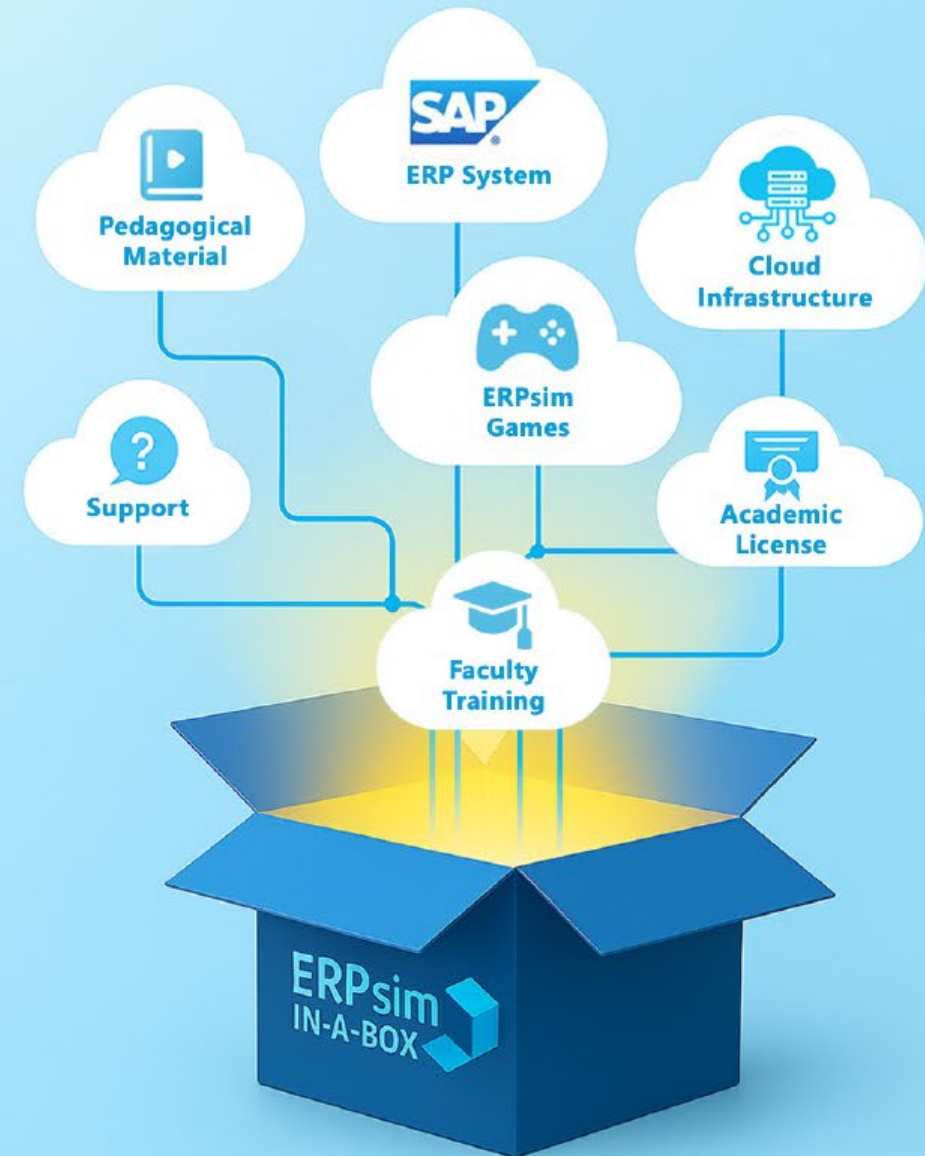 SAP®
ERP System
Pedagogical
Material
Cloud
Infrastructure
ERPsim
Games
Support
Academic
License
Faculty
Training
ERPsim
IN-A-BOX